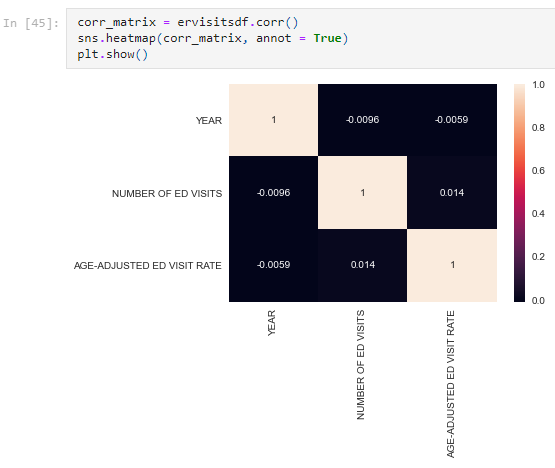 In [45]: corr_matrix = ervisitsdf.corr()
sns.heatmap(corr_matrix, annot = True)
plt.show()
YEAR 1 -0.0096 -0.0059
NUMBER OF ED VISITS -0.0096 1 0.014
AGE-ADJUSTED ED VISIT RATE -0.0059 0.014 1
YEAR
NUMBER OF ED VISITS
AGE-ADJUSTED ED VISIT RATE
1.0
0.8
0.6
0.4
0.2
0.0